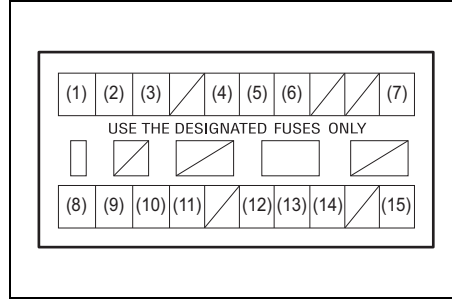 (1) (2) (3) (4) (5) (6) (7)
USE THE DESIGNATED FUSES ONLY
(8) (9) (10) (11) (12) (13) (14) (15)